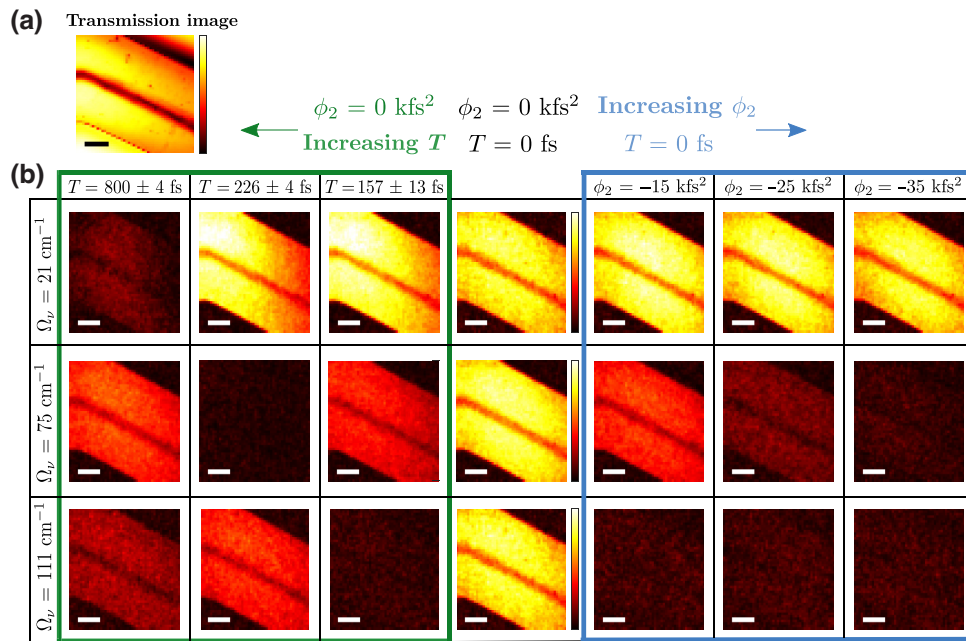 (a)
Transmission image
ϕ₂ = 0 kfs² ϕ₂ = 0 kfs² Increasing ϕ₂
Increasing T T = 0 fs T = 0 fs
(b)
T = 800 ± 4 fs T = 226 ± 4 fs T = 157 ± 13 fs ϕ₂ = −15 kfs² ϕ₂ = −25 kfs² ϕ₂ = −35 kfs²
Ων = 21 cm⁻¹
Ων = 75 cm⁻¹
Ων = 111 cm⁻¹